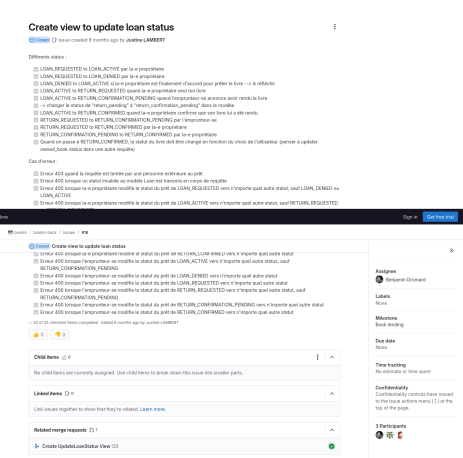 Create view to update loan status
Closed Issue created 8 months ago by Justine LAMBERT
Différents status :
LOAN_REQUESTED to LOAN_ACTIVE par la·e propriétaire
LOAN_REQUESTED to LOAN_DENIED par la·e propriétaire
LOAN_DENIED to LOAN_ACTIVE si la·e propriétaire est finalement d'accord pour prêter le livre --> A réfléchir
LOAN_ACTIVE to RETURN_REQUESTED quand la·e propriétaire veut ton livre
LOAN_ACTIVE to RETURN_CONFIRMATION_PENDING quand l'emprunteur·se annonce avoir rendu le livre
--> changer le status de "return_pending" à "return_confirmation_pending" dans le modèle
LOAN_ACTIVE to RETURN_CONFIRMED quand la·e propriétaire confirme que son livre lui a été rendu
RETURN_REQUESTED to RETURN_CONFIRMATION_PENDING par l'emprunteur·se
RETURN_REQUESTED to RETURN_CONFIRMED par la·e propriétaire
RETURN_CONFIRMATION_PENDING to RETURN_CONFIRMED par la·e propriétaire
Quand on passe à RETURN_CONFIRMED, le statut du livre doit être changé en fonction du choix de l'utilisateur (penser à updater
owned_book status dans une autre requête)
Cas d'erreur :
Erreur 403 quand la requête est tentée par une personne extérieure au prêt
Erreur 400 lorsque un statut invalide au modèle Loan est transmis en corps de requête
Erreur 400 lorsque la·e propriétaire modifie le statut du prêt de LOAN_REQUESTED vers n'importe quel autre statut, sauf LOAN_DENIED ou
LOAN_ACTIVE
Erreur 400 lorsque la·e propriétaire modifie le statut du prêt de LOAN_ACTIVE vers n'importe quel autre statut, sauf RETURN_REQUESTED
Sign in Get free trial
/ Issues / #19
Closed Create view to update loan status
Erreur 400 lorsque la·e propriétaire modifie le statut du prêt de RETURN_CONFIRMED vers n'importe quel autre statut
Erreur 400 lorsque l'emprunteur·se modifie le statut du prêt de LOAN_ACTIVE vers n'importe quel autre statut, sauf
RETURN_CONFIRMATION_PENDING
Erreur 400 lorsque l'emprunteur·se modifie le statut du prêt de LOAN_DENIED vers n'importe quel autre statut
Erreur 400 lorsque l'emprunteur·se modifie le statut du prêt de LOAN_REQUESTED vers n'importe quel autre statut
Erreur 400 lorsque l'emprunteur·se modifie le statut du prêt de RETURN_REQUESTED vers n'importe quel autre statut, sauf
RETURN_CONFIRMATION_PENDING
Erreur 400 lorsque l'emprunteur·se modifie le statut du prêt de RETURN_CONFIRMATION_PENDING vers n'importe quel autre statut
Erreur 400 lorsque l'emprunteur·se modifie le statut du prêt de RETURN_CONFIRMED vers n'importe quel autre statut
25 of 25 checklist items completed · Edited 8 months ago by Justine LAMBERT
0 0
Child items 0
No child items are currently assigned. Use child items to break down this issue into smaller parts.
Linked items 0
Link issues together to show that they're related. Learn more.
Related merge requests 1
Create UpdateLoanStatus View
Assignee
Benjamin Dromard
Labels
None
Milestone
Book lending
Due date
None
Time tracking
No estimate or time spent
Confidentiality
Confidentiality controls have moved
to the issue actions menu ( ) at the
top of the page.
3 Participants